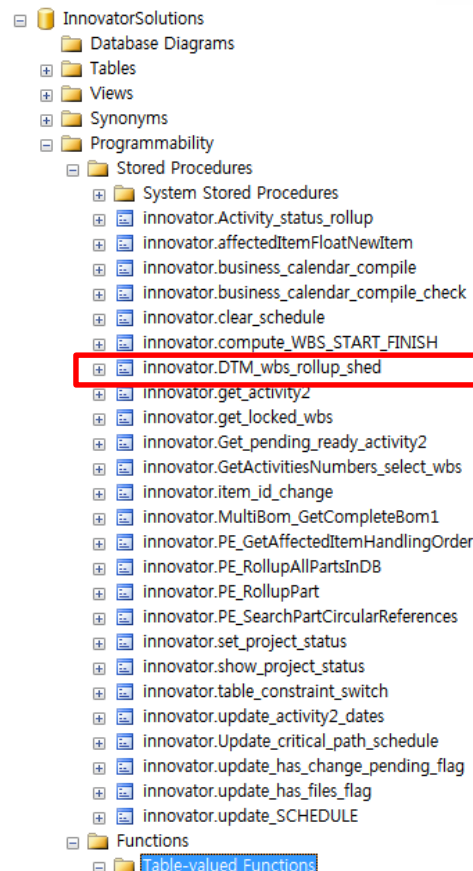 InnovatorSolutions
Database Diagrams
Tables
Views
Synonyms
Programmability
Stored Procedures
System Stored Procedures
innovator.Activity_status_rollup
innovator.affectedItemFloatNewItem
innovator.business_calendar_compile
innovator.business_calendar_compile_check
innovator.clear_schedule
innovator.compute_WBS_START_FINISH
innovator.DTM_wbs_rollup_shed
innovator.get_activity2
innovator.get_locked_wbs
innovator.Get_pending_ready_activity2
innovator.GetActivitiesNumbers_select_wbs
innovator.item_id_change
innovator.MultiBom_GetCompleteBom1
innovator.PE_GetAffectedItemHandlingOrder
innovator.PE_RollupAllPartsInDB
innovator.PE_RollupPart
innovator.PE_SearchPartCircularReferences
innovator.set_project_status
innovator.show_project_status
innovator.table_constraint_switch
innovator.update_activity2_dates
innovator.Update_critical_path_schedule
innovator.update_has_change_pending_flag
innovator.update_has_files_flag
innovator.update_SCHEDULE
Functions
Table-valued Functions